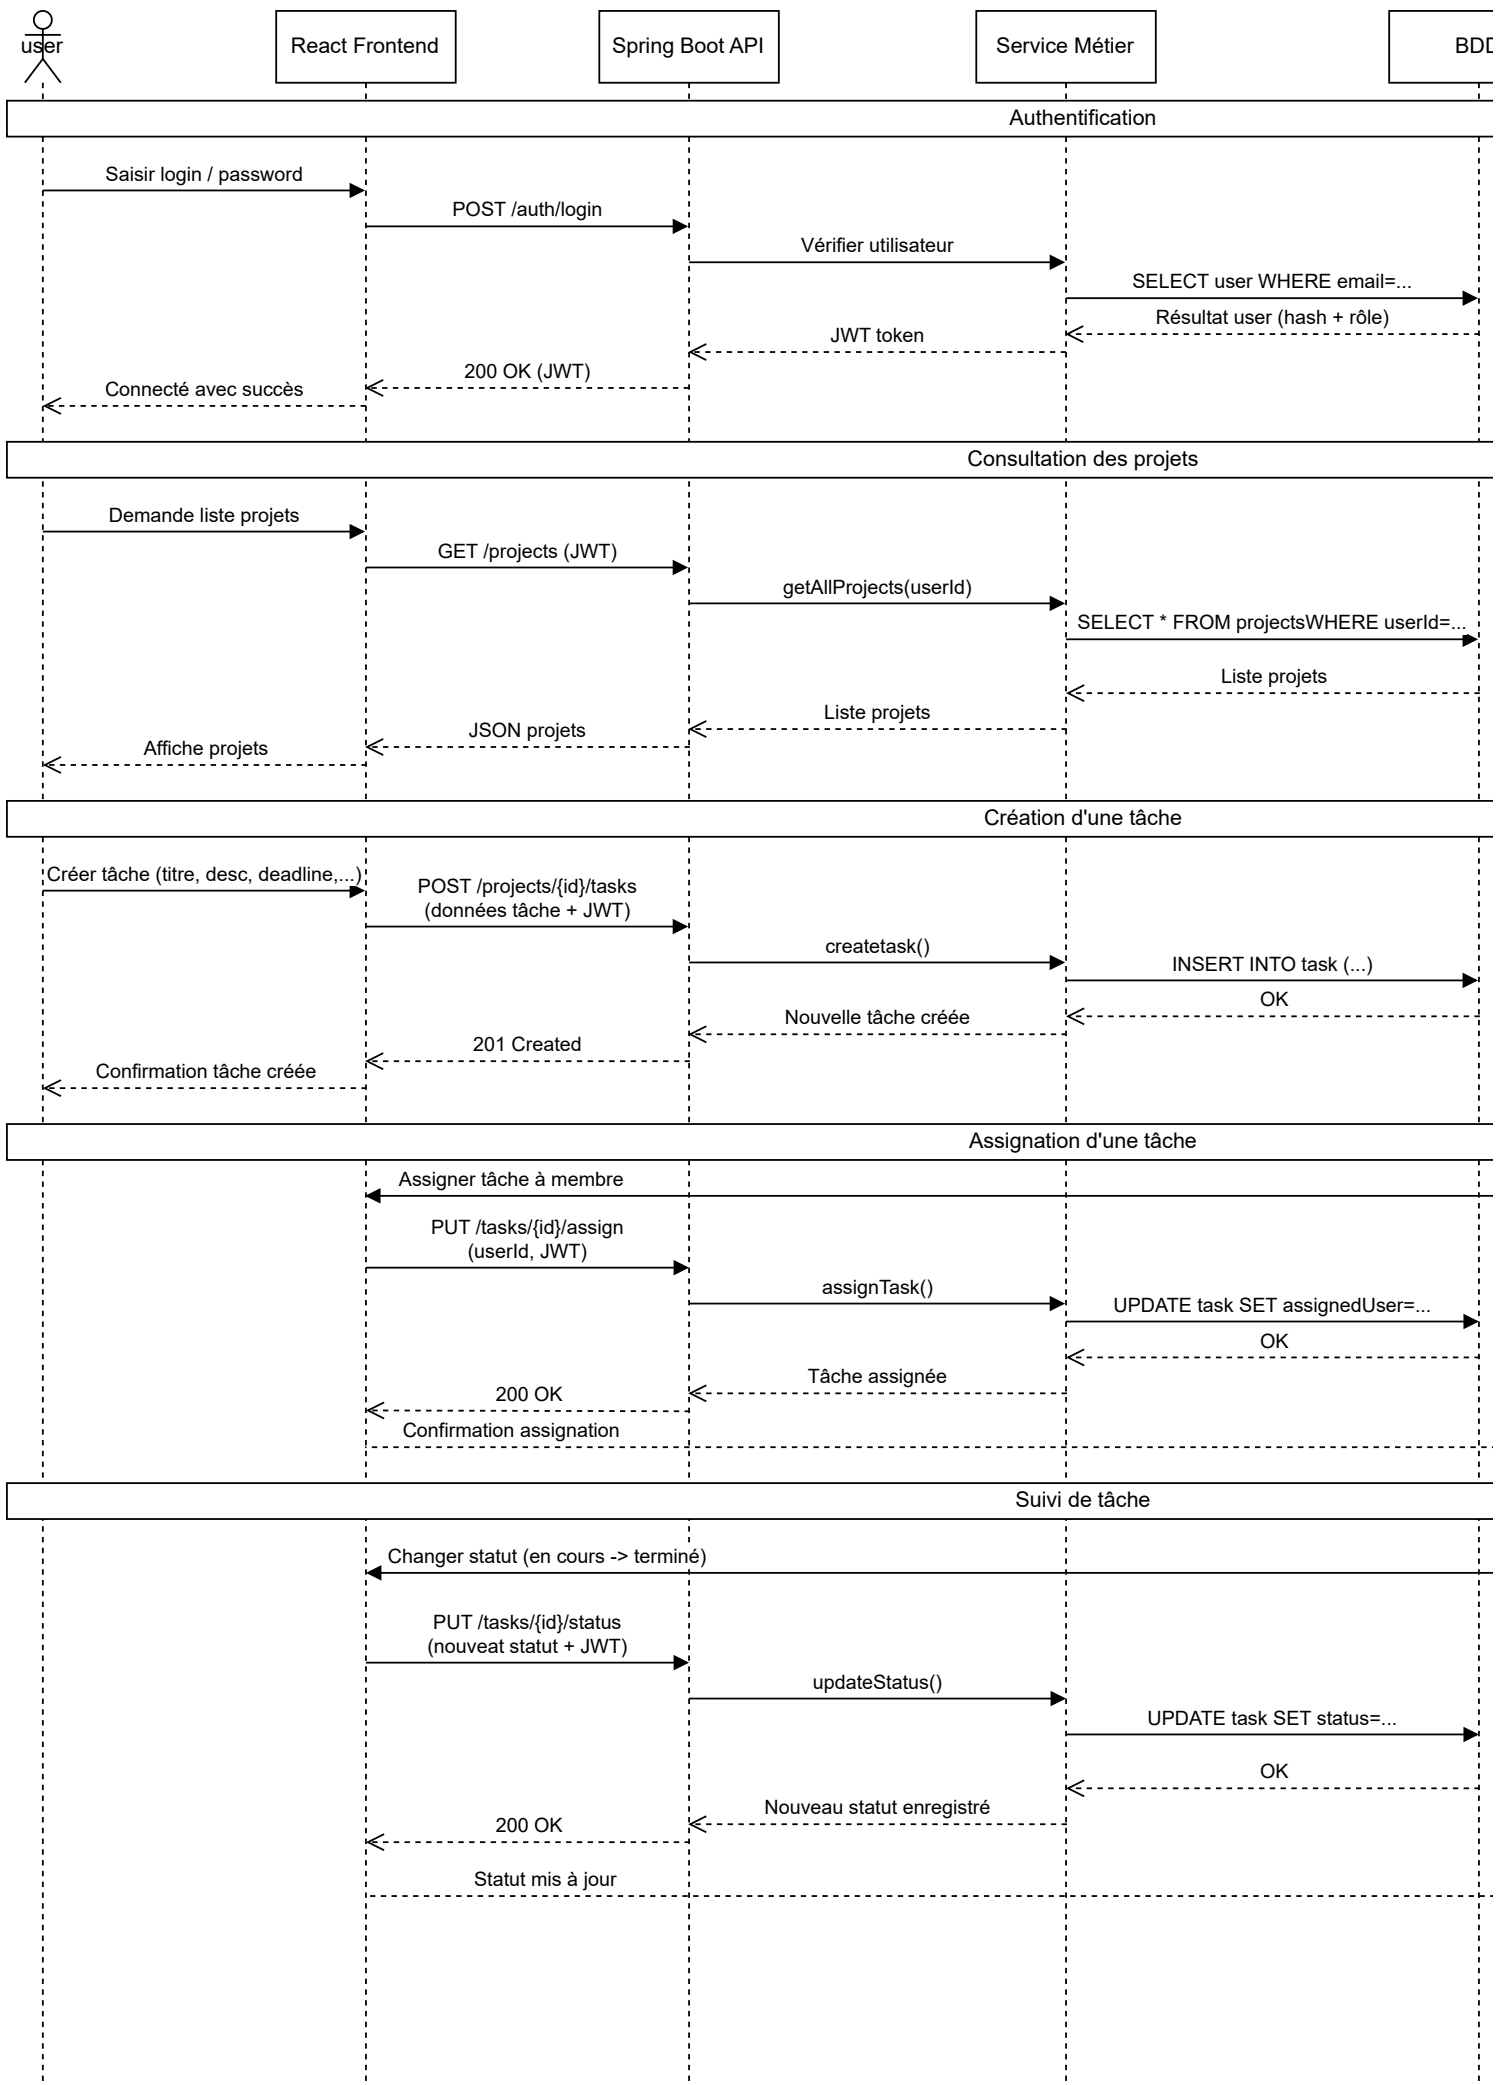 user
React Frontend
Spring Boot API
Service Métier
BDD
Authentification
Saisir login / password
POST /auth/login
Vérifier utilisateur
SELECT user WHERE email=...
Résultat user (hash + rôle)
JWT token
200 OK (JWT)
Connecté avec succès
Consultation des projets
Demande liste projets
GET /projects (JWT)
getAllProjects(userId)
SELECT * FROM projectsWHERE userId=...
Liste projets
Liste projets
JSON projets
Affiche projets
Création d'une tâche
Créer tâche (titre, desc, deadline,...)
POST /projects/{id}/tasks
(données tâche + JWT)
createtask()
INSERT INTO task (...)
OK
Nouvelle tâche créée
201 Created
Confirmation tâche créée
Assignation d'une tâche
Assigner tâche à membre
PUT /tasks/{id}/assign
(userId, JWT)
assignTask()
UPDATE task SET assignedUser=...
OK
Tâche assignée
200 OK
Confirmation assignation
Suivi de tâche
Changer statut (en cours -> terminé)
PUT /tasks/{id}/status
(nouveat statut + JWT)
updateStatus()
UPDATE task SET status=...
OK
Nouveau statut enregistré
200 OK
Statut mis à jour